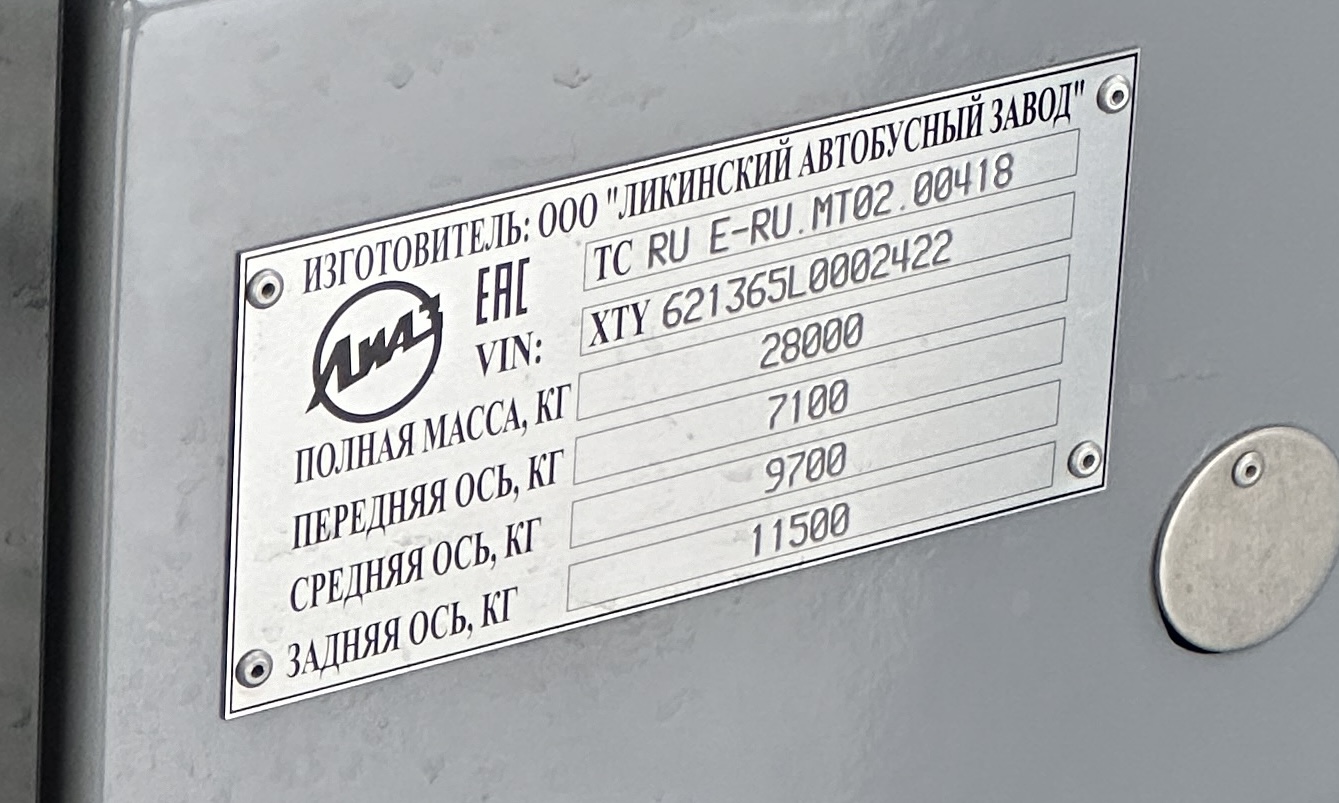 ИЗГОТОВИТЕЛЬ: ООО "ЛИКИНСКИЙ АВТОБУСНЫЙ ЗАВОД"
ЛиАЗ
ЕАС ТС RU E-RU.MT02.00418
VIN: XTY 621365L0002422
ПОЛНАЯ МАССА, КГ 28000
ПЕРЕДНЯЯ ОСЬ, КГ 7100
СРЕДНЯЯ ОСЬ, КГ 9700
ЗАДНЯЯ ОСЬ, КГ 11500